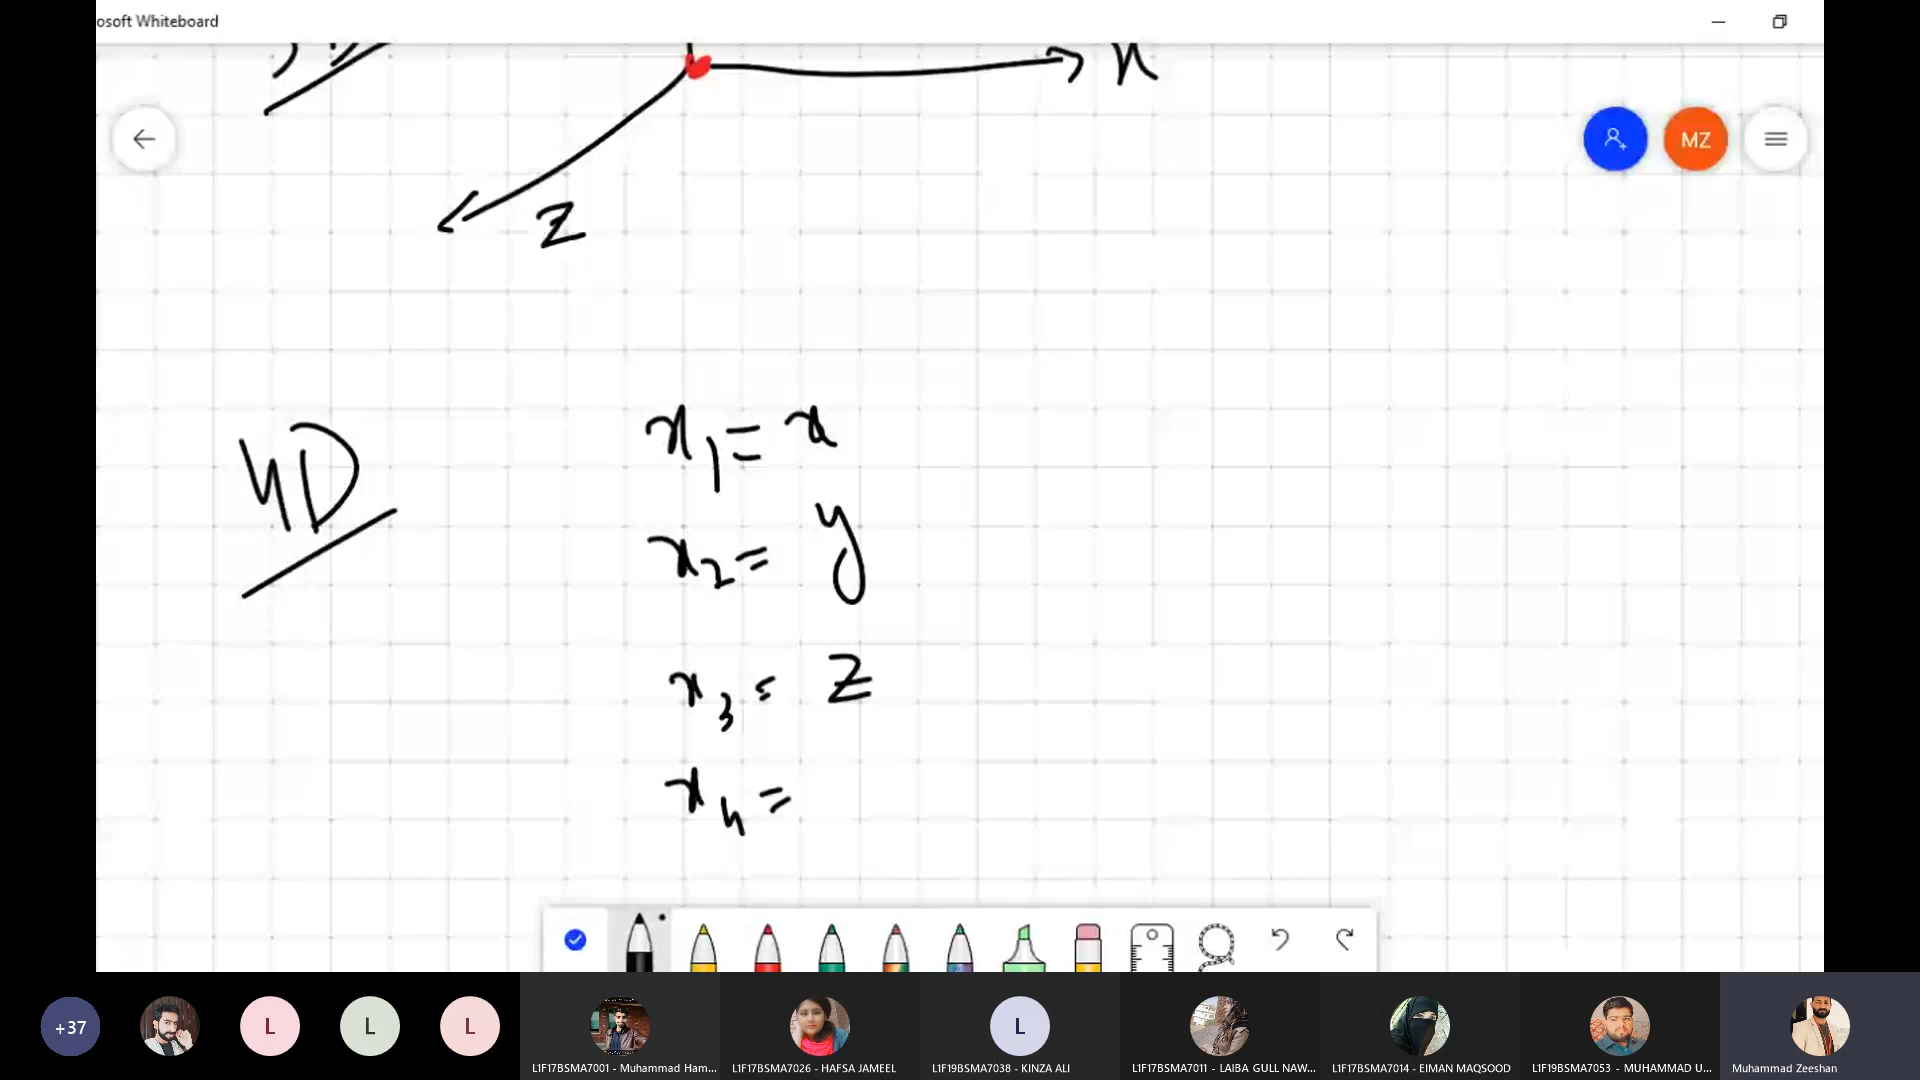 osoft Whiteboard
x
z
MZ
4D
x₁ = x
x₂ = y
x₃ = z
x₄ =
+37
L
L
L
L
L1F17BSMA7001 - Muhammad Ham...
L1F17BSMA7026 - HAFSA JAMEEL
L1F19BSMA7038 - KINZA ALI
L1F17BSMA7011 - LAIBA GULL NAW...
L1F17BSMA7014 - EIMAN MAQSOOD
L1F19BSMA7053 - MUHAMMAD U...
Muhammad Zeeshan